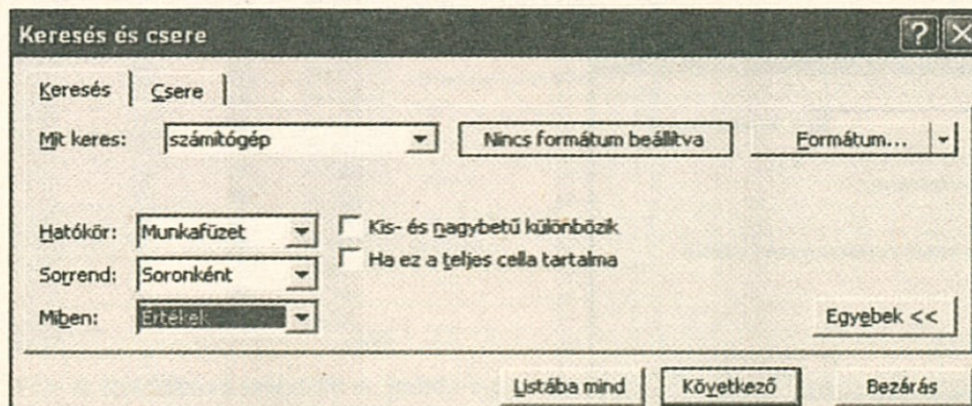 Keresés és csere
Keresés Csere
Mit keres: számítógép Nincs formátum beállítva Formátum...
Hatókör: Munkafüzet Kis- és nagybetű különbözik
Sorrend: Soronként Ha ez a teljes cella tartalma
Miben: Értékek Egyebek <<
Listába mind Következő Bezárás